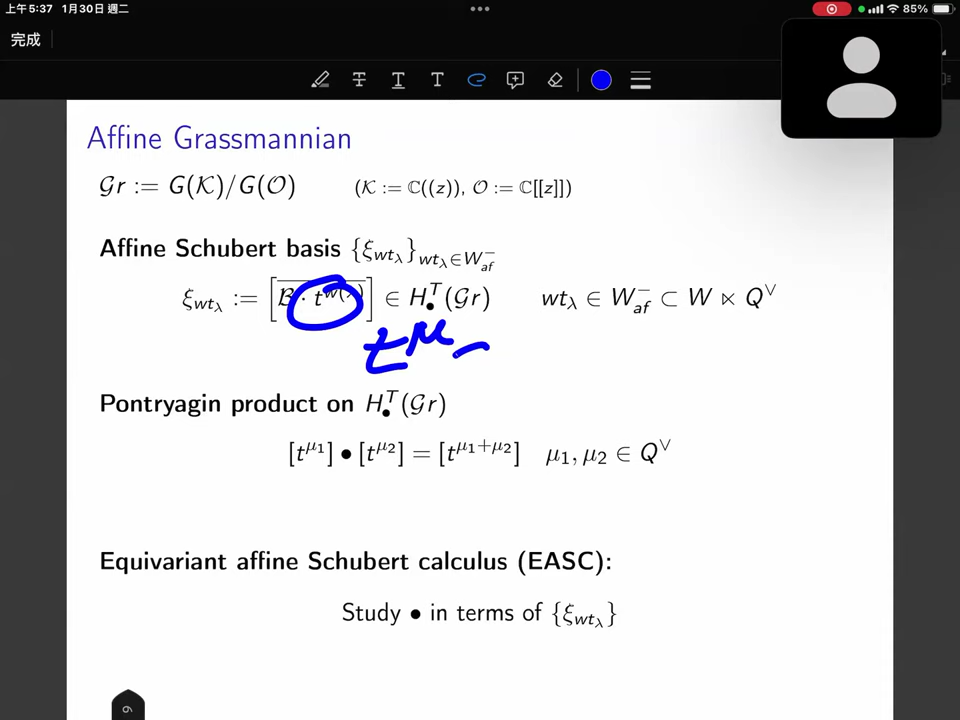 上午5:37 1月30日 週二
85%
完成
Affine Grassmannian
𝒢r := G(𝒦)/G(𝒪) (𝒦 := ℂ((z)), 𝒪 := ℂ[[z]])
Affine Schubert basis {ξ_{wt_λ}}_{wt_λ∈W_{af}^−}
ξ_{wt_λ} := [ℬ · t^{w(λ)}] ∈ H_•^T(𝒢r) wt_λ ∈ W_{af}^− ⊂ W ⋉ Q^∨
t^μ
Pontryagin product on H_•^T(𝒢r)
[t^{μ_1}] • [t^{μ_2}] = [t^{μ_1+μ_2}] μ_1, μ_2 ∈ Q^∨
Equivariant affine Schubert calculus (EASC):
Study • in terms of {ξ_{wt_λ}}